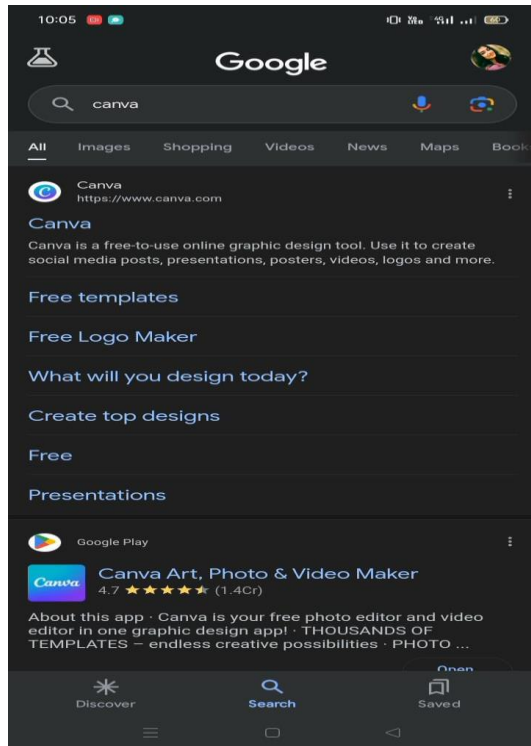 10:05
Google
canva
All Images Shopping Videos News Maps Book
Canva
https://www.canva.com
Canva
Canva is a free-to-use online graphic design tool. Use it to create
social media posts, presentations, posters, videos, logos and more.
Free templates
Free Logo Maker
What will you design today?
Create top designs
Free
Presentations
Google Play
Canva
Canva Art, Photo & Video Maker
4.7 ★★★★★ (1.4Cr)
About this app · Canva is your free photo editor and video
editor in one graphic design app! · THOUSANDS OF
TEMPLATES – endless creative possibilities · PHOTO ...
Open
Discover Search Saved